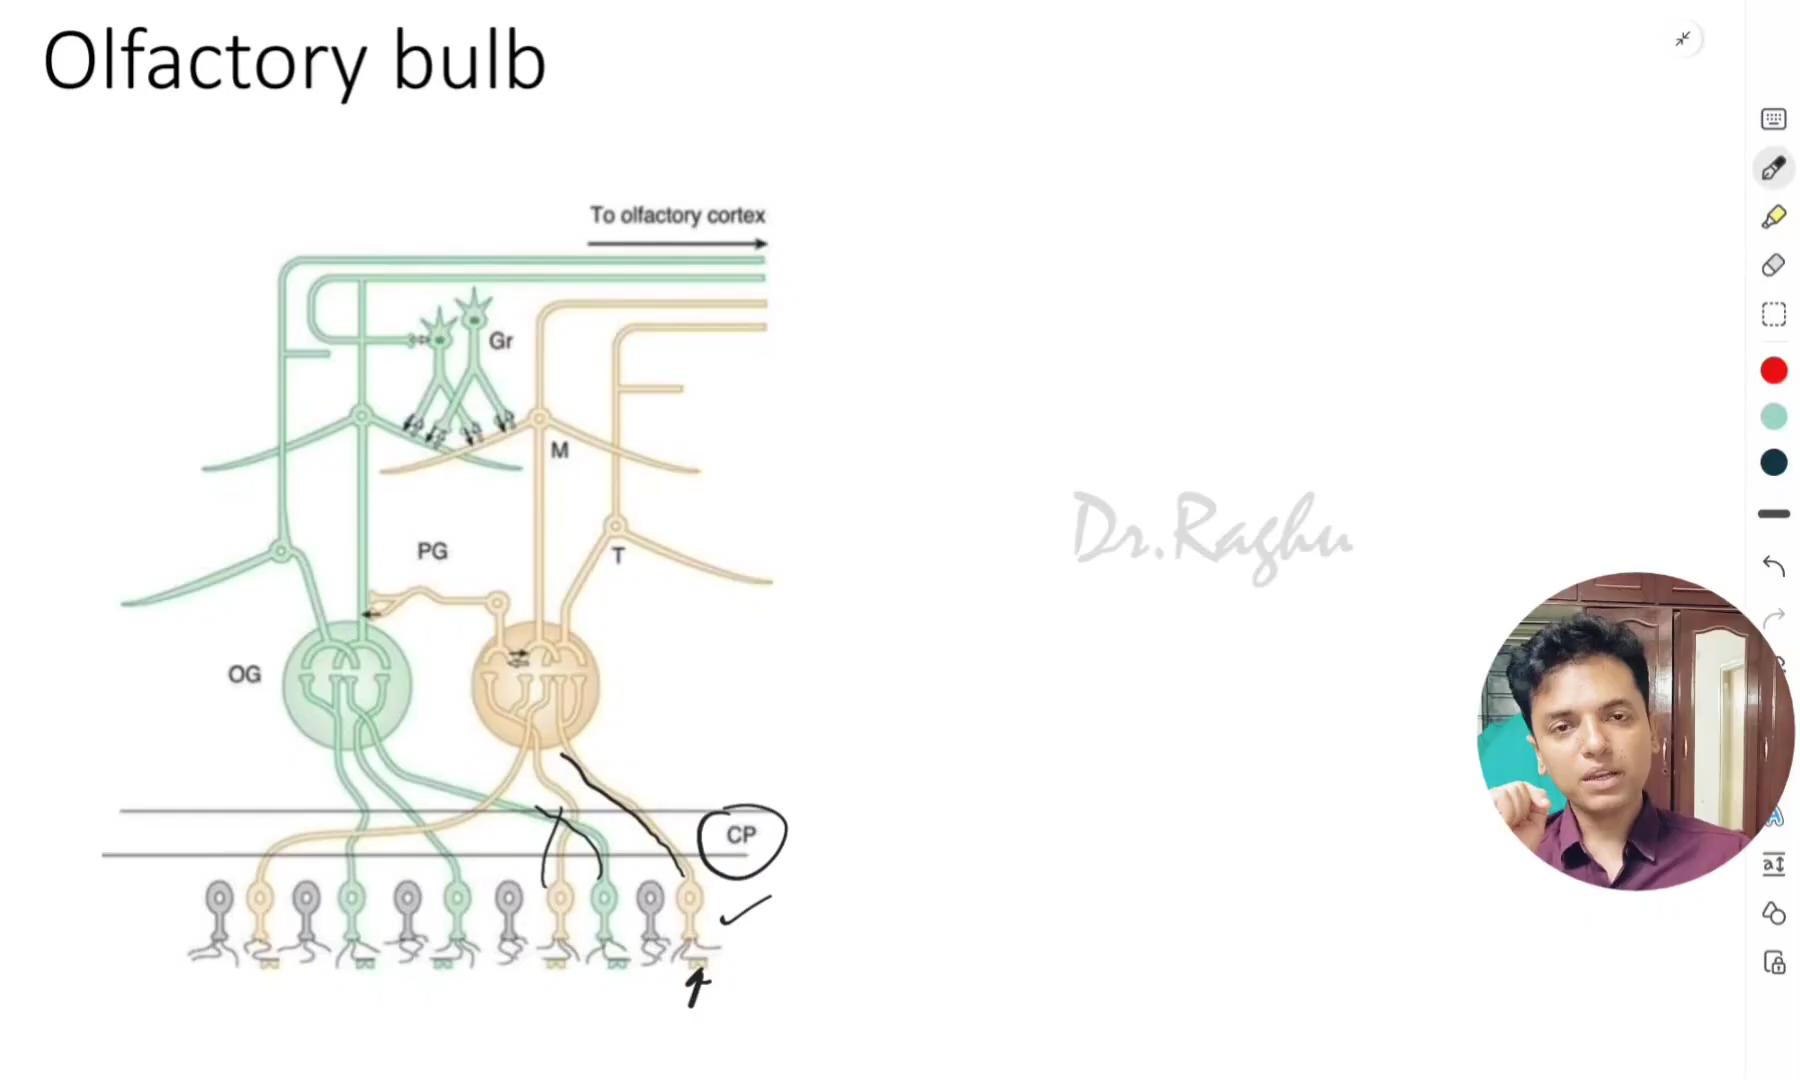 Olfactory bulb
To olfactory cortex
Gr
M
PG
T
OG
CP
Dr.Raghu